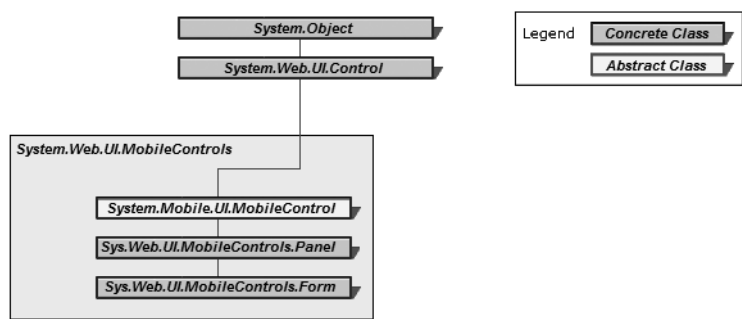 System.Object
System.Web.UI.Control
Legend
Concrete Class
Abstract Class
System.Web.UI.MobileControls
System.Mobile.UI.MobileControl
Sys.Web.UI.MobileControls.Panel
Sys.Web.UI.MobileControls.Form